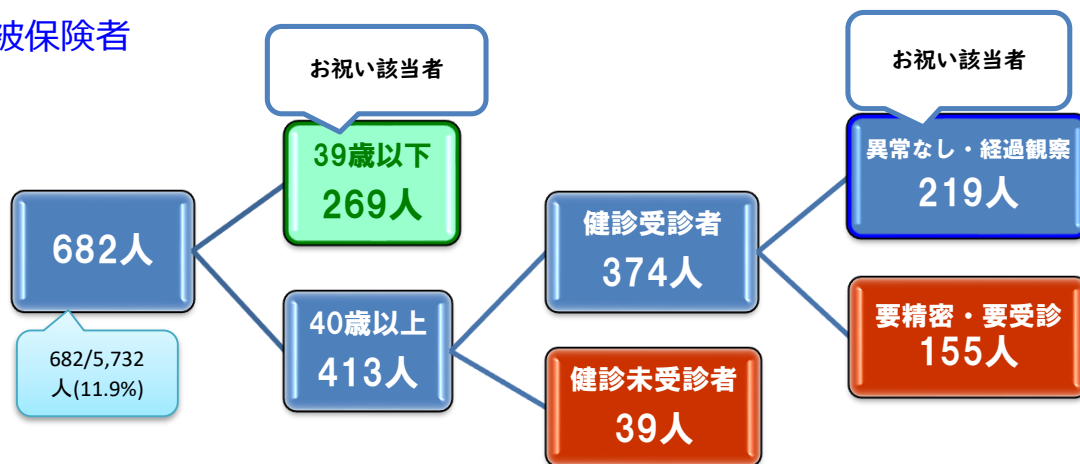 被保険者
お祝い該当者
お祝い該当者
39歳以下
269人
異常なし・経過観察
219人
682人
健診受診者
374人
682/5,732
人(11.9%)
40歳以上
413人
要精密・要受診
155人
健診未受診者
39人